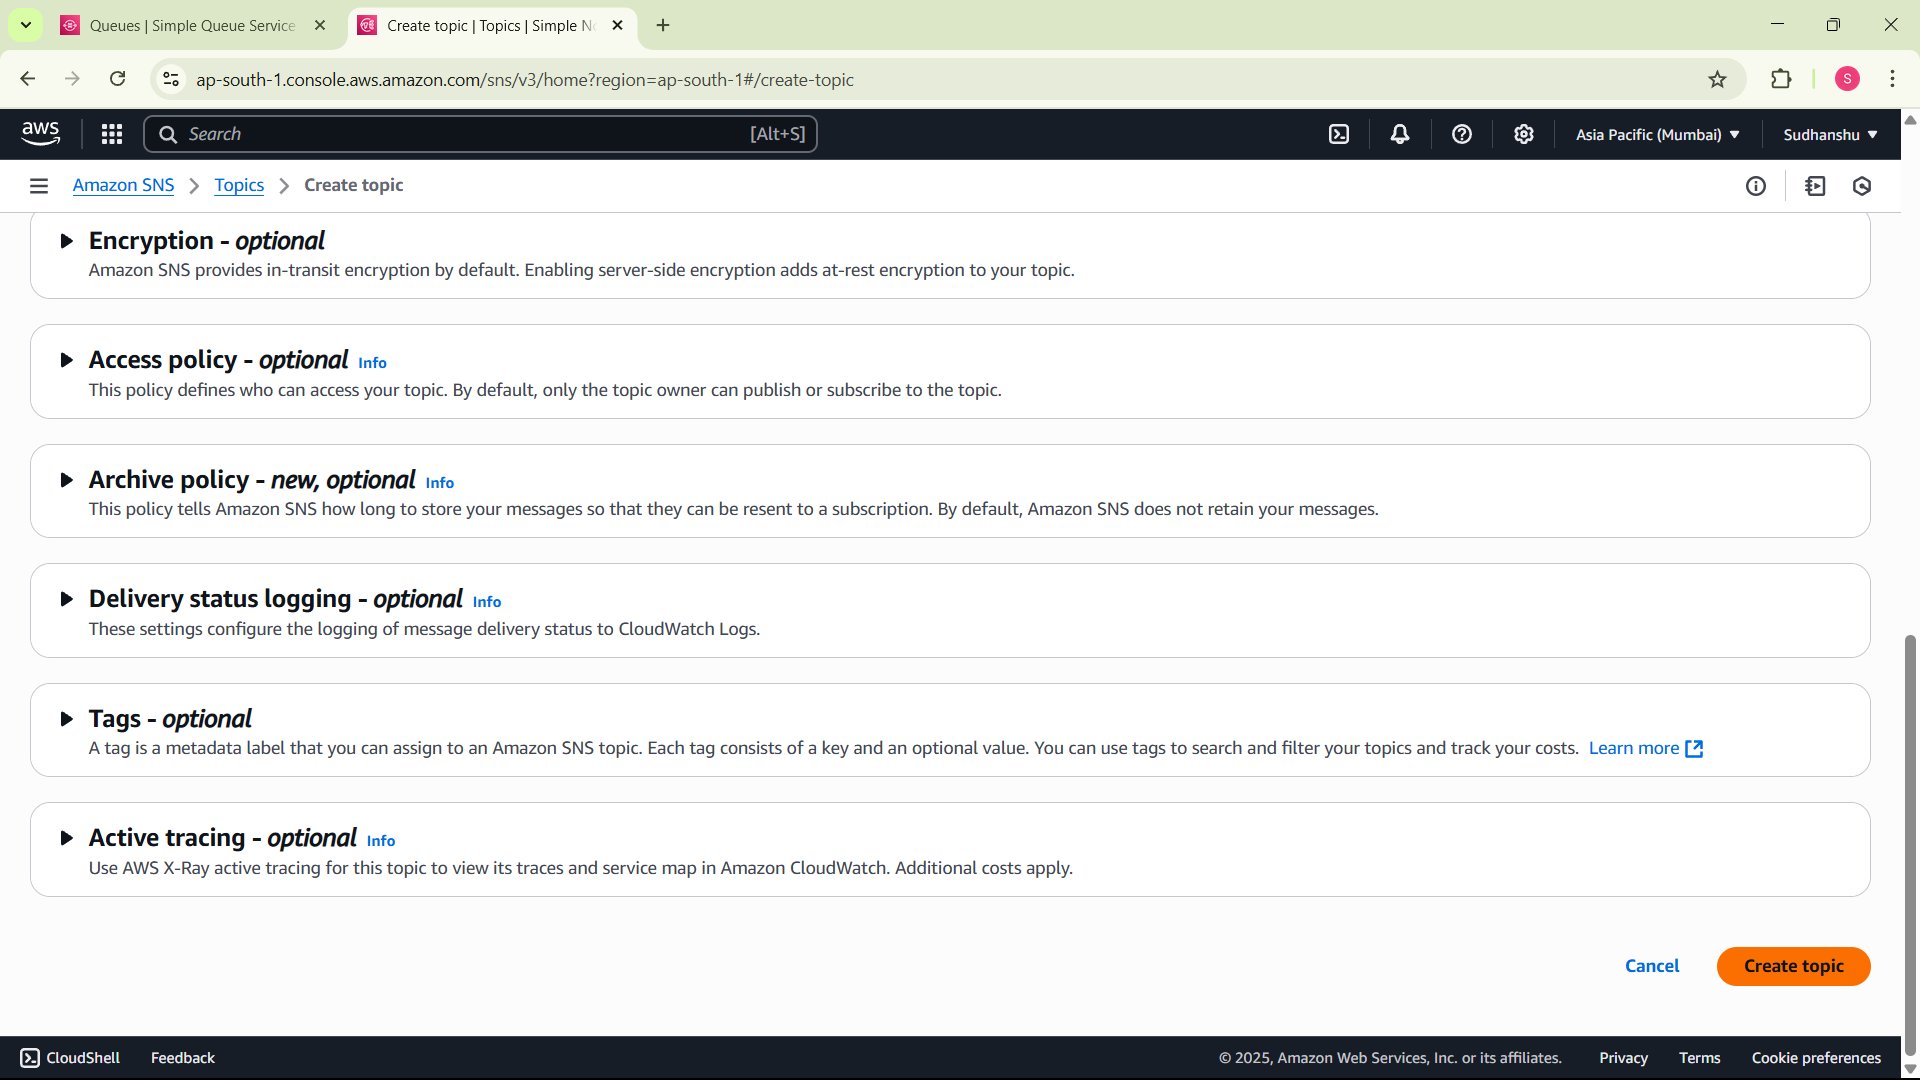 Queues | Simple Queue Service
Create topic | Topics | Simple No
ap-south-1.console.aws.amazon.com/sns/v3/home?region=ap-south-1#/create-topic
S
aws
Search
[Alt+S]
Asia Pacific (Mumbai)
Sudhanshu
Amazon SNS
Topics
Create topic
Encryption - optional
Amazon SNS provides in-transit encryption by default. Enabling server-side encryption adds at-rest encryption to your topic.
Access policy - optional Info
This policy defines who can access your topic. By default, only the topic owner can publish or subscribe to the topic.
Archive policy - new, optional Info
This policy tells Amazon SNS how long to store your messages so that they can be resent to a subscription. By default, Amazon SNS does not retain your messages.
Delivery status logging - optional Info
These settings configure the logging of message delivery status to CloudWatch Logs.
Tags - optional
A tag is a metadata label that you can assign to an Amazon SNS topic. Each tag consists of a key and an optional value. You can use tags to search and filter your topics and track your costs. Learn more
Active tracing - optional Info
Use AWS X-Ray active tracing for this topic to view its traces and service map in Amazon CloudWatch. Additional costs apply.
Cancel
Create topic
CloudShell
Feedback
© 2025, Amazon Web Services, Inc. or its affiliates.
Privacy
Terms
Cookie preferences